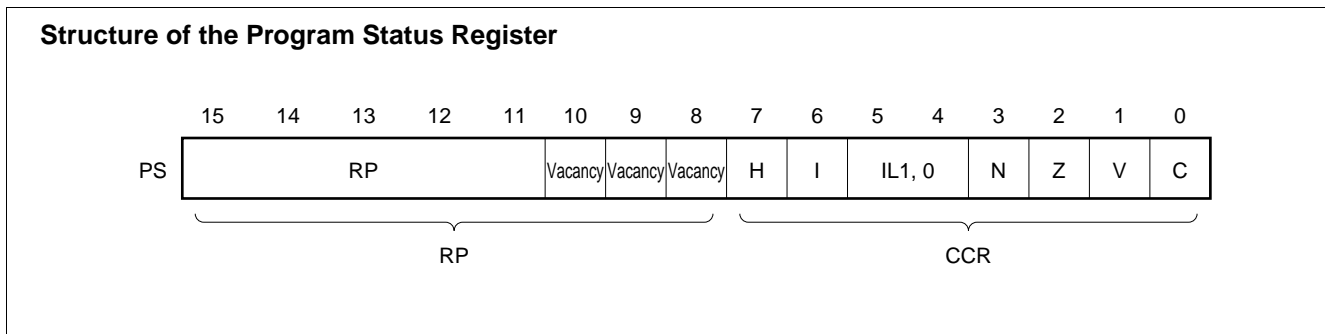 Structure of the Program Status Register
15 14 13 12 11 10 9 8 7 6 5 4 3 2 1 0
PS RP Vacancy Vacancy Vacancy H I IL1, 0 N Z V C
RP CCR